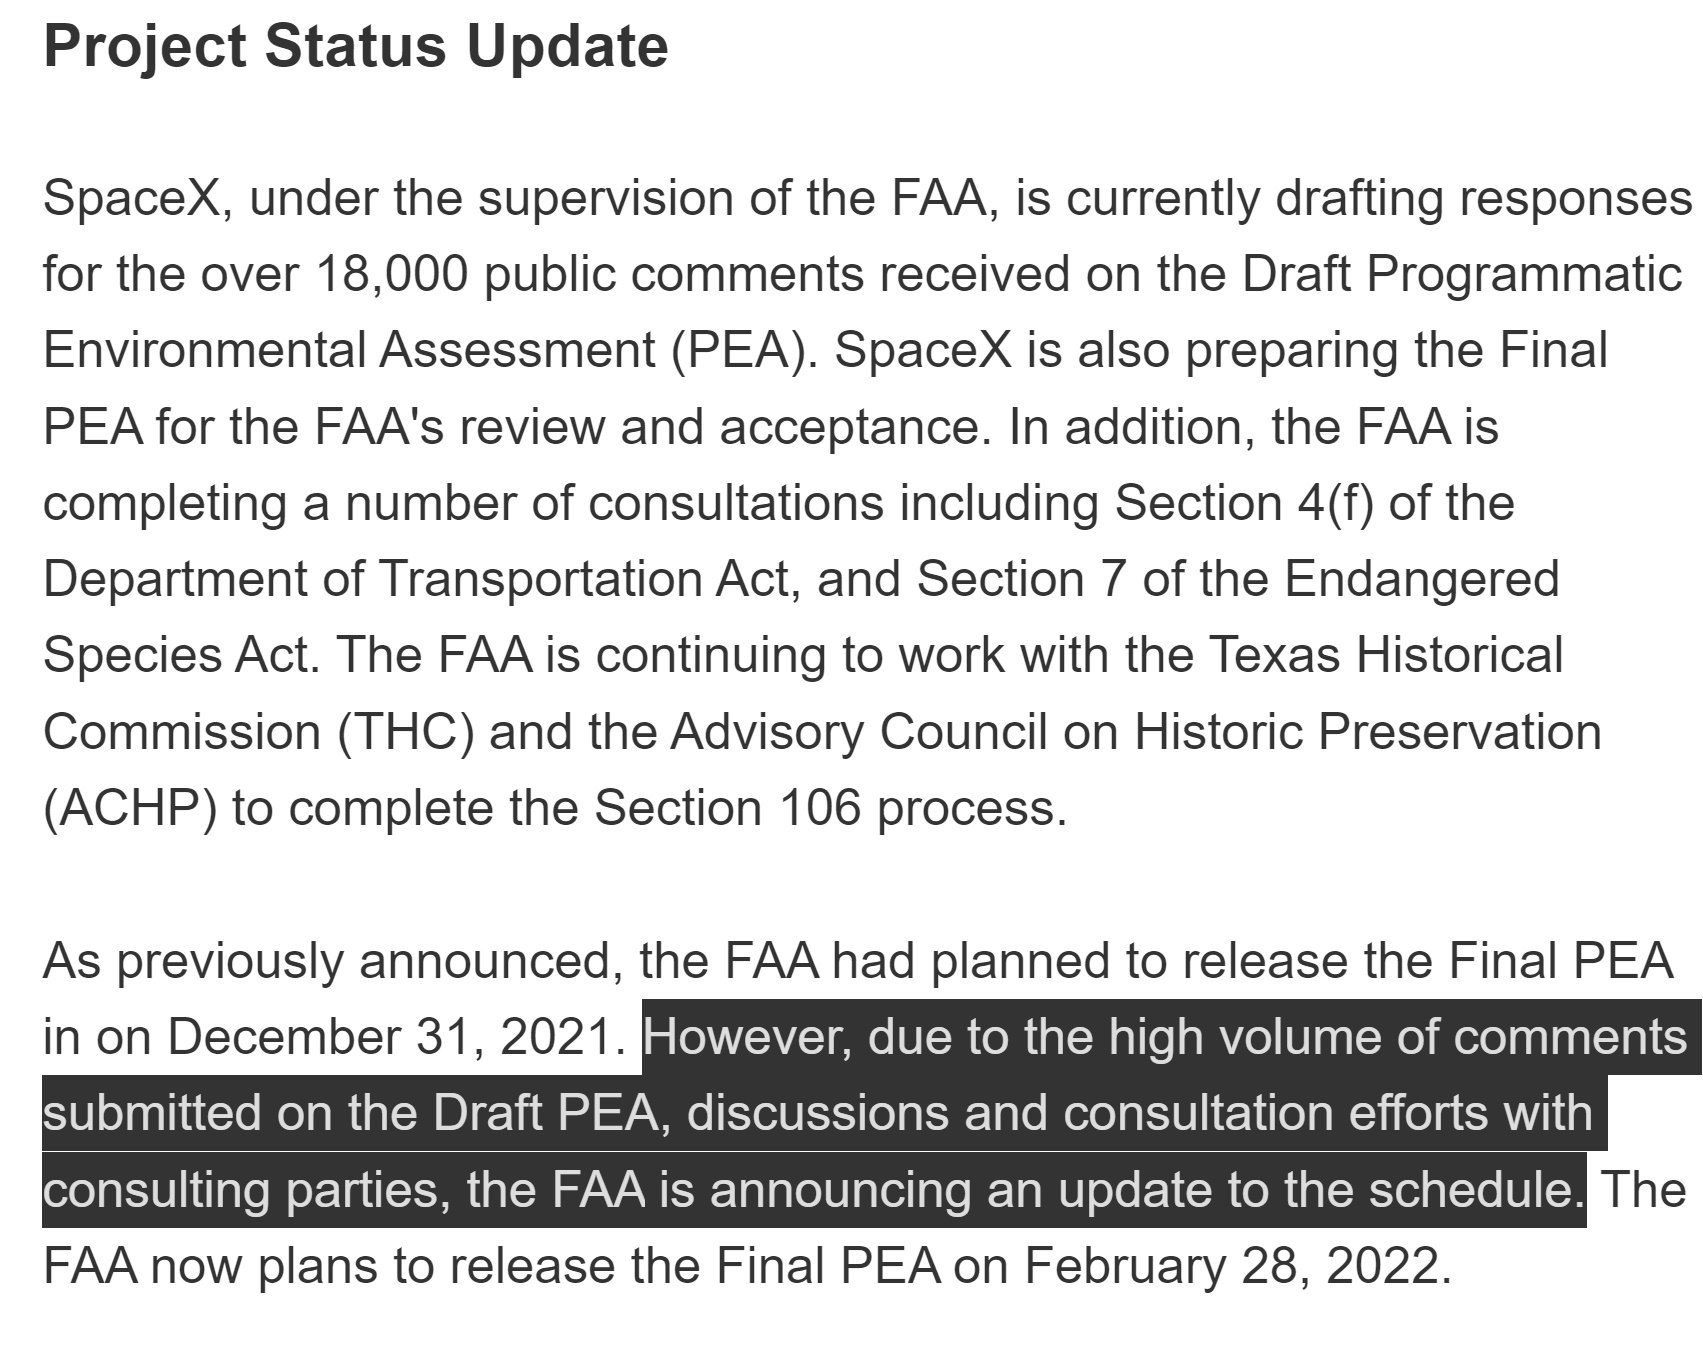 Project Status Update
SpaceX, under the supervision of the FAA, is currently drafting responses
for the over 18,000 public comments received on the Draft Programmatic
Environmental Assessment (PEA). SpaceX is also preparing the Final
PEA for the FAA's review and acceptance. In addition, the FAA is
completing a number of consultations including Section 4(f) of the
Department of Transportation Act, and Section 7 of the Endangered
Species Act. The FAA is continuing to work with the Texas Historical
Commission (THC) and the Advisory Council on Historic Preservation
(ACHP) to complete the Section 106 process.
As previously announced, the FAA had planned to release the Final PEA
in on December 31, 2021. However, due to the high volume of comments
submitted on the Draft PEA, discussions and consultation efforts with
consulting parties, the FAA is announcing an update to the schedule. The
FAA now plans to release the Final PEA on February 28, 2022.